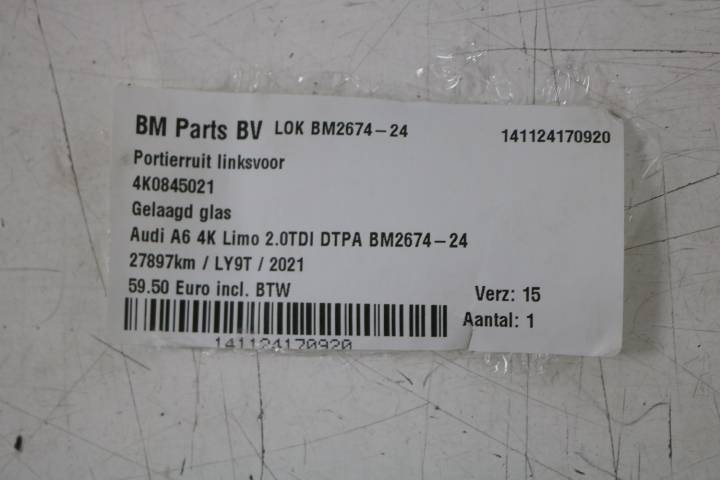 BM Parts BV LOK BM2674-24 141124170920
Portierruit linksvoor
4K0845021
Gelaagd glas
Audi A6 4K Limo 2.0TDI DTPA BM2674-24
27897km / LY9T / 2021
59.50 Euro incl. BTW Verz: 15
Aantal: 1
141124170920